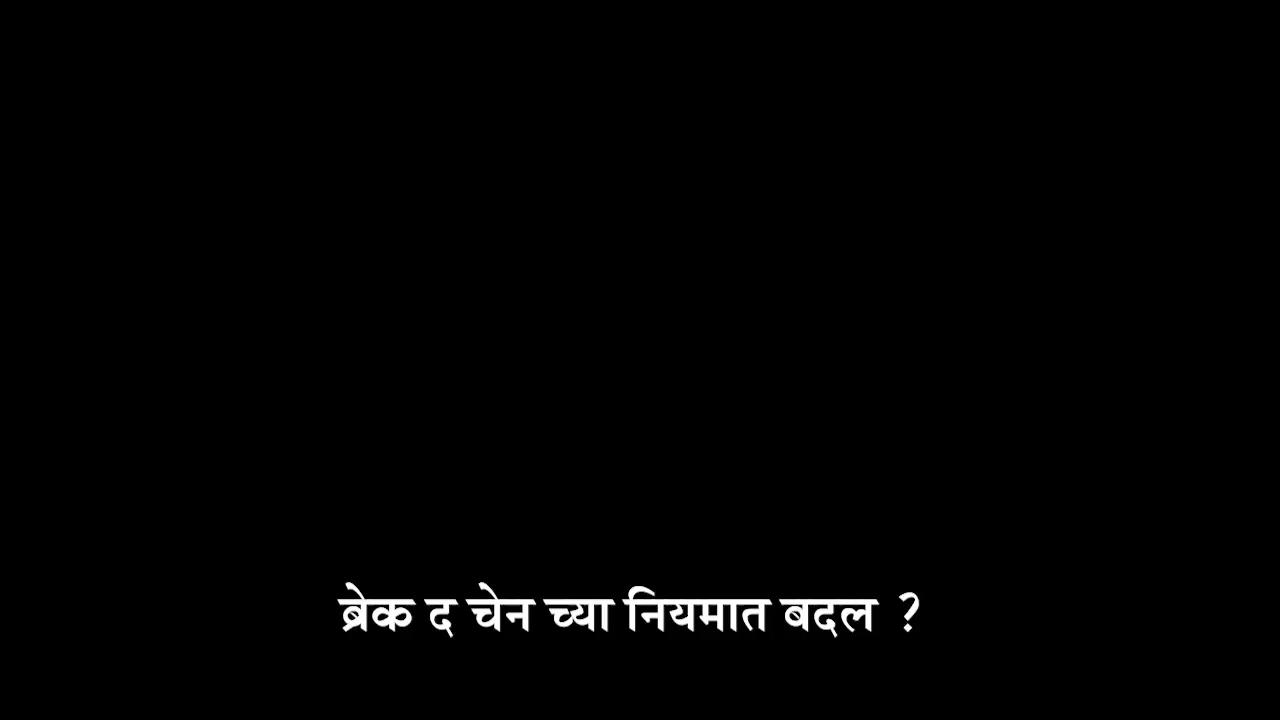 ब्रेक द चेन च्या नियमात बदल ?